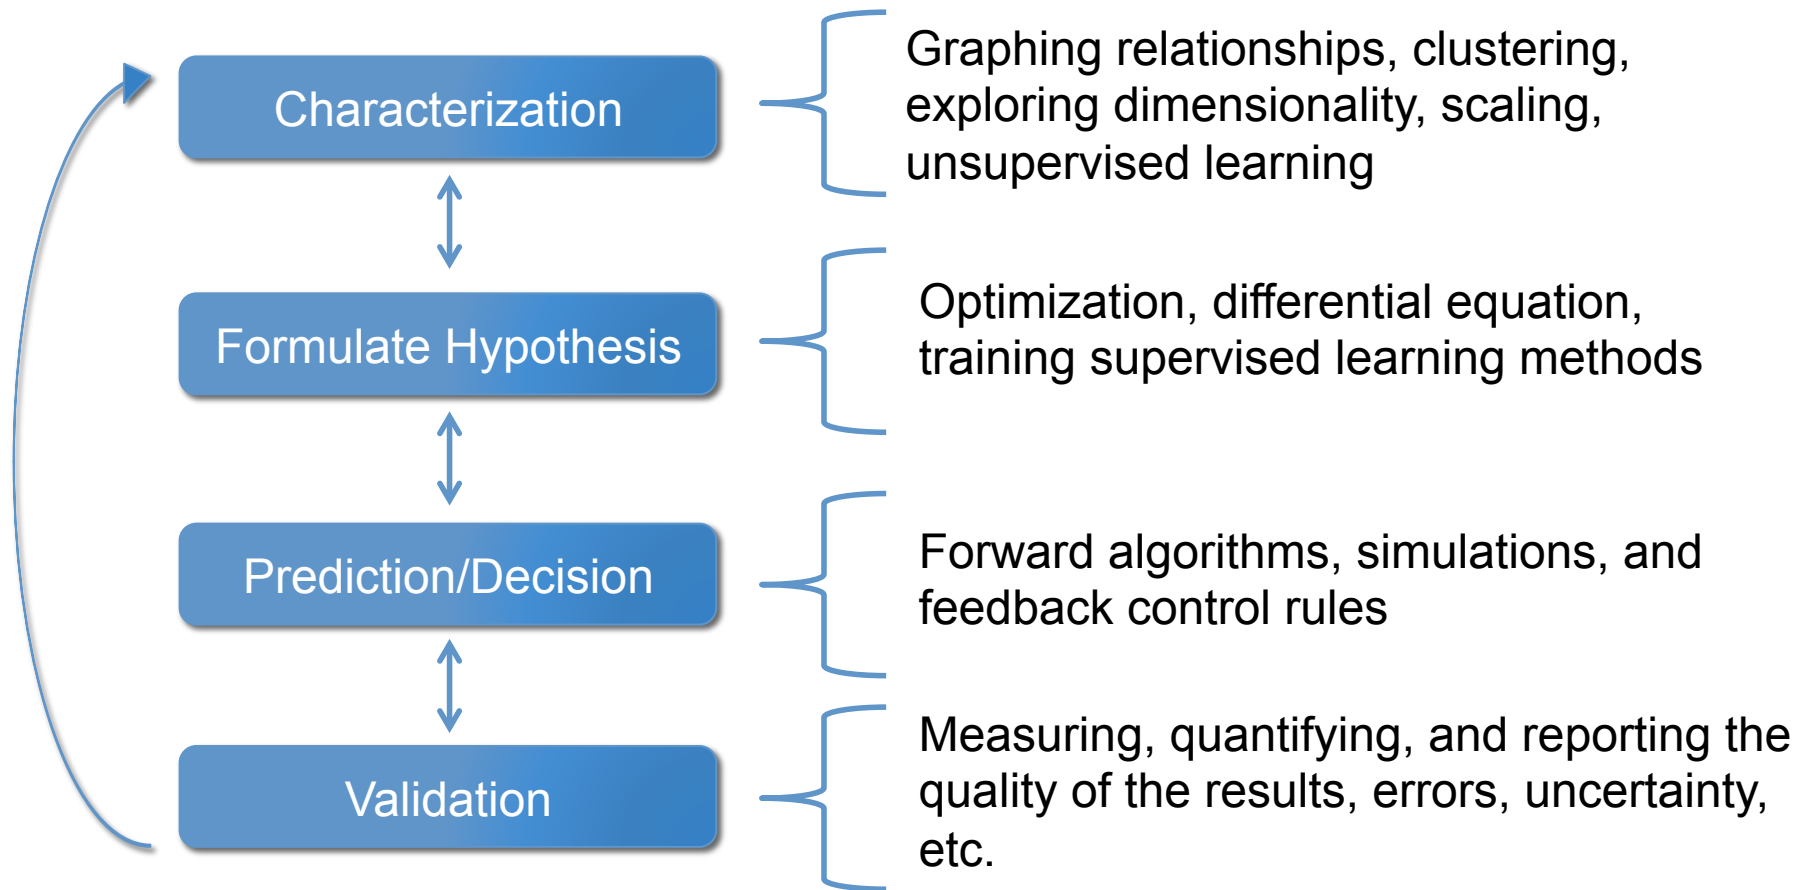 Characterization
Graphing relationships, clustering,
exploring dimensionality, scaling,
unsupervised learning
Formulate Hypothesis
Optimization, differential equation,
training supervised learning methods
Prediction/Decision
Forward algorithms, simulations, and
feedback control rules
Validation
Measuring, quantifying, and reporting the
quality of the results, errors, uncertainty,
etc.